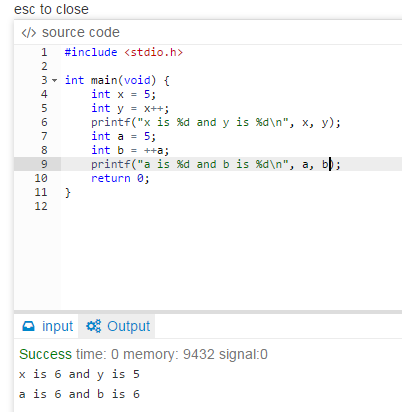 esc to close
</> source code
1 #include <stdio.h>
2
3 int main(void) {
4     int x = 5;
5     int y = x++;
6     printf("x is %d and y is %d\n", x, y);
7     int a = 5;
8     int b = ++a;
9     printf("a is %d and b is %d\n", a, b);
10     return 0;
11 }
12
input Output
Success time: 0 memory: 9432 signal:0
x is 6 and y is 5
a is 6 and b is 6